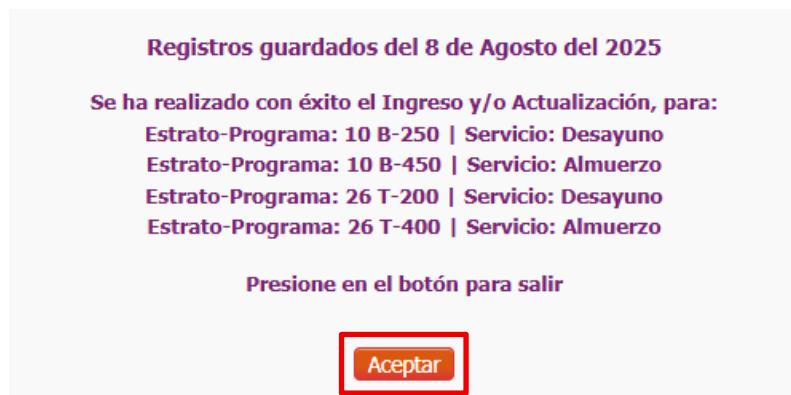 Registros guardados del 8 de Agosto del 2025
Se ha realizado con éxito el Ingreso y/o Actualización, para:
Estrato-Programa: 10 B-250 | Servicio: Desayuno
Estrato-Programa: 10 B-450 | Servicio: Almuerzo
Estrato-Programa: 26 T-200 | Servicio: Desayuno
Estrato-Programa: 26 T-400 | Servicio: Almuerzo
Presione en el botón para salir
Aceptar